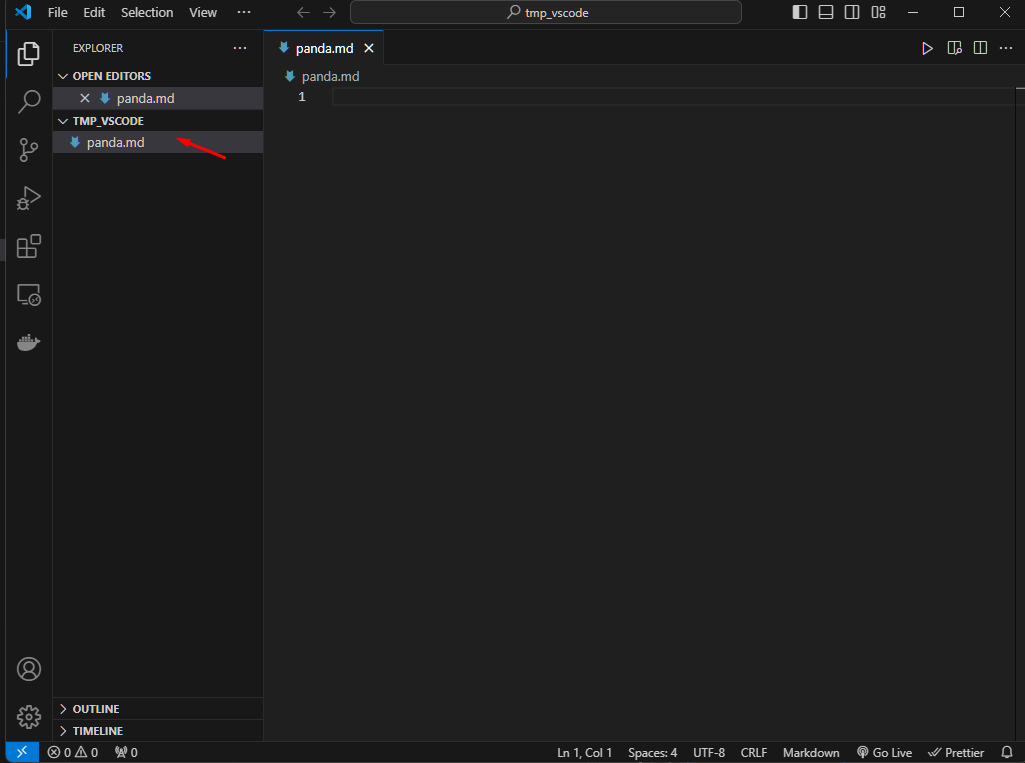 File Edit Selection View ··· tmp_vscode
EXPLORER ···
OPEN EDITORS
panda.md
TMP_VSCODE
panda.md
OUTLINE
TIMELINE
panda.md
panda.md
1
0 0 0 Ln 1, Col 1 Spaces: 4 UTF-8 CRLF Markdown Go Live Prettier